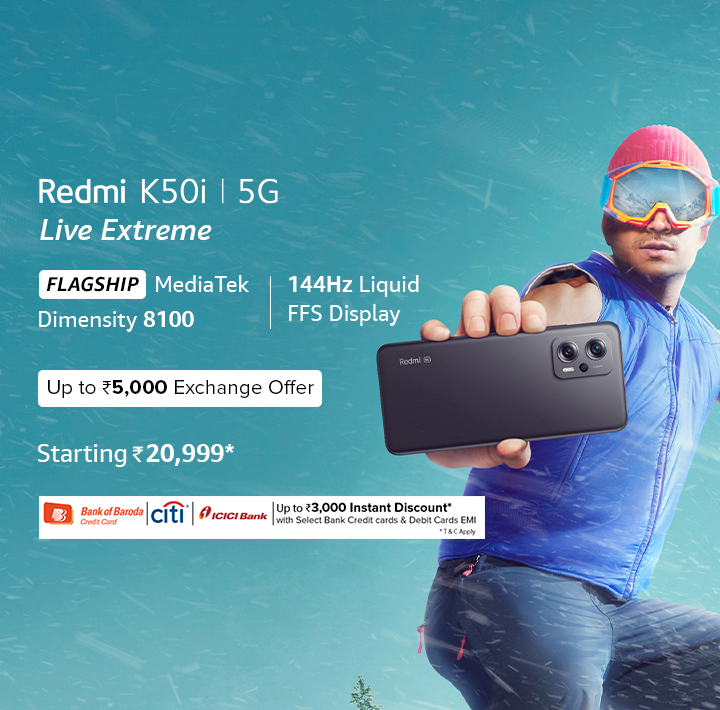 Redmi K50i | 5G
Live Extreme
FLAGSHIP MediaTek
Dimensity 8100
144Hz Liquid
FFS Display
Redmi 5G
Up to ₹5,000 Exchange Offer
Starting ₹20,999*
Bank of Baroda
Credit Card
citi
ICICI Bank
Up to ₹3,000 Instant Discount*
with Select Bank Credit cards & Debit Cards EMI
*T & C Apply